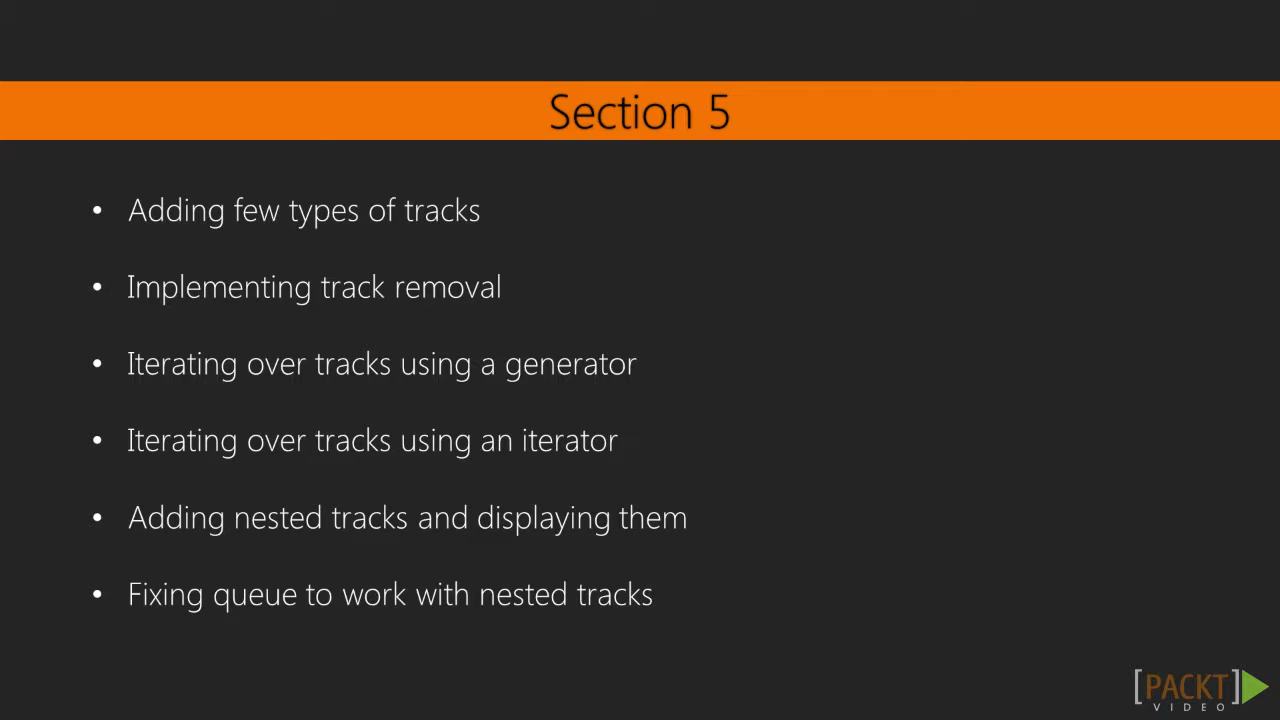 Section 5
• Adding few types of tracks
• Implementing track removal
• Iterating over tracks using a generator
• Iterating over tracks using an iterator
• Adding nested tracks and displaying them
• Fixing queue to work with nested tracks
[PACKT]
VIDEO